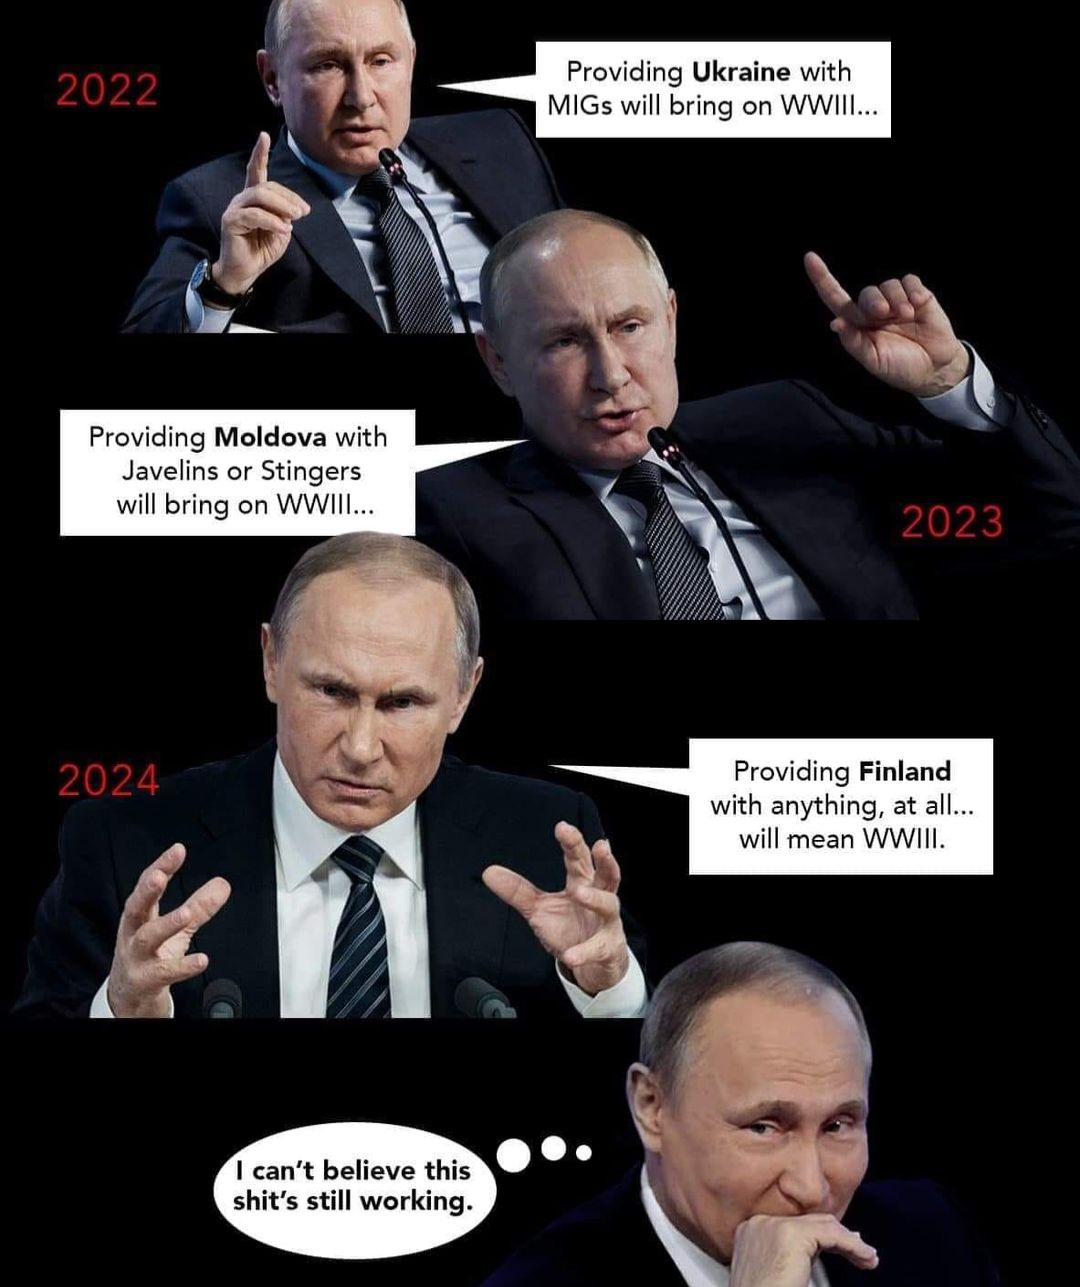 2022
Providing Ukraine with
MIGs will bring on WWIII...
Providing Moldova with
Javelins or Stingers
will bring on WWIII...
2023
2024
Providing Finland
with anything, at all...
will mean WWIII.
I can't believe this
shit's still working.